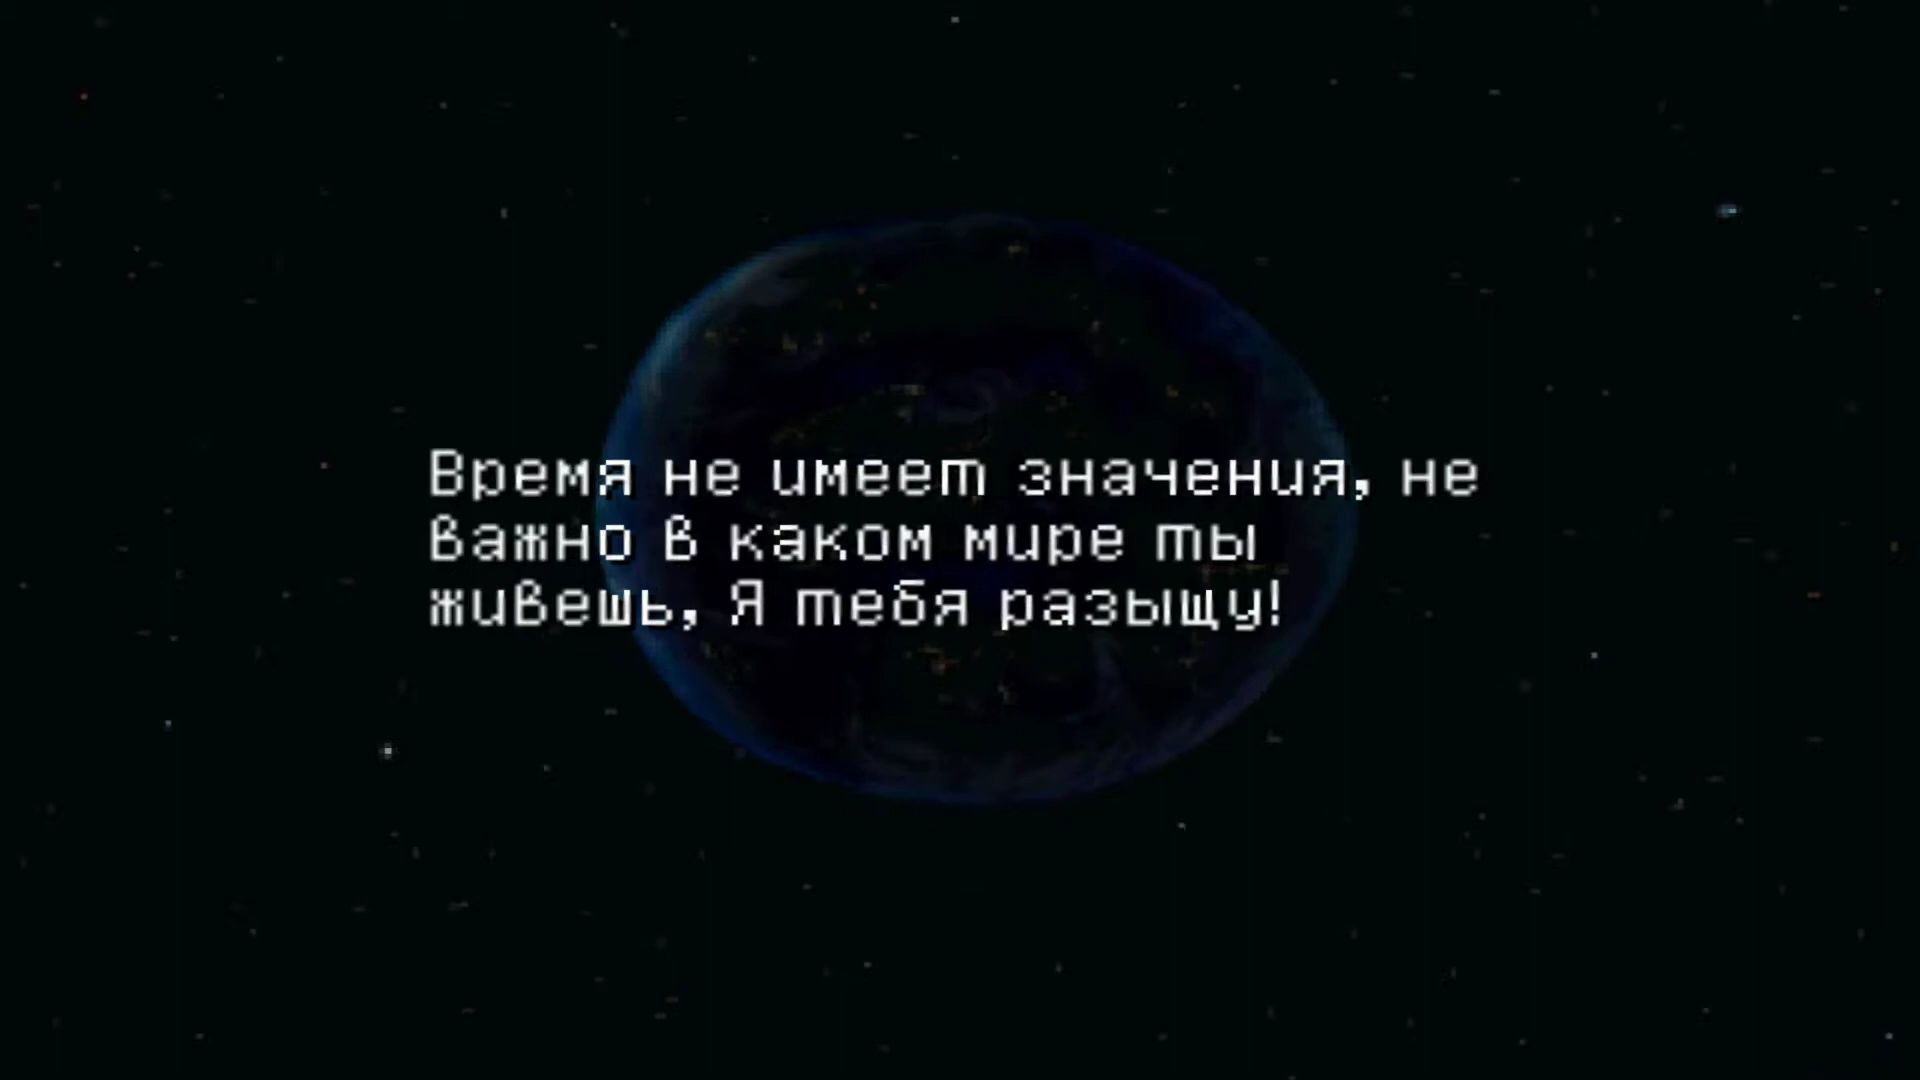 Время не имеет значения, не
важно в каком мире ты
живешь, Я тебя разыщу!